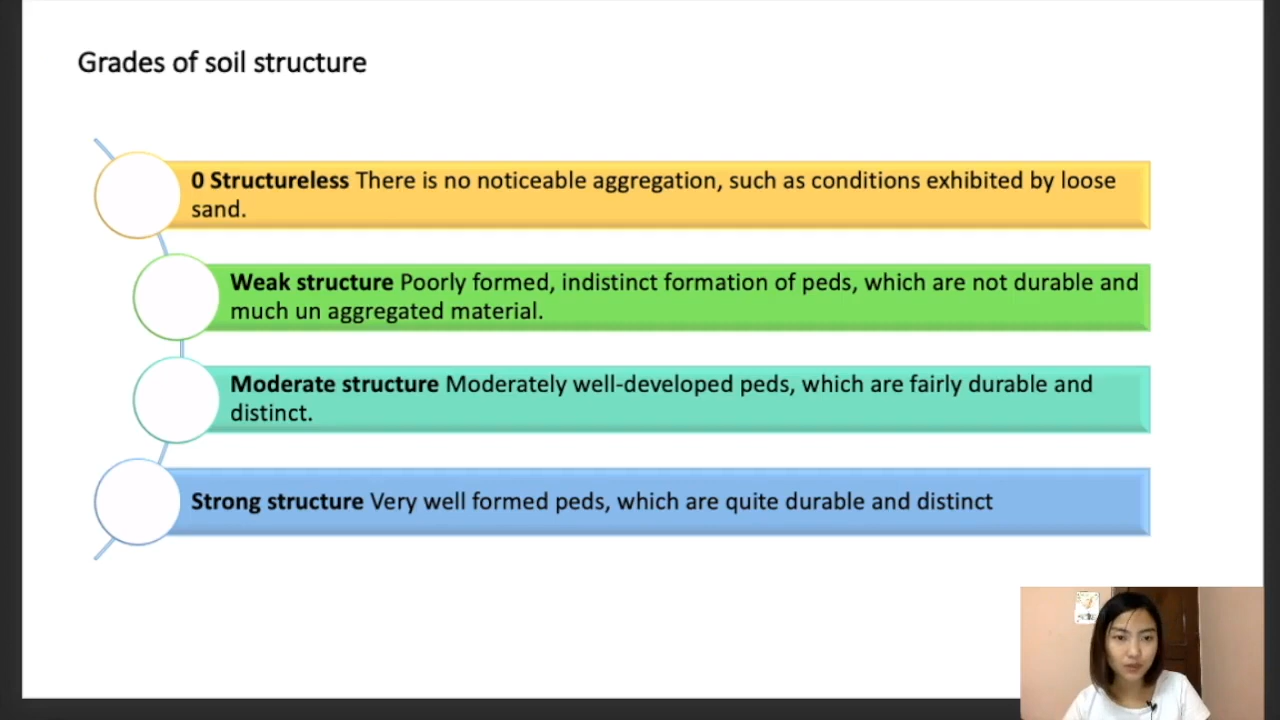 Grades of soil structure
0 Structureless There is no noticeable aggregation, such as conditions exhibited by loose
sand.
Weak structure Poorly formed, indistinct formation of peds, which are not durable and
much un aggregated material.
Moderate structure Moderately well-developed peds, which are fairly durable and
distinct.
Strong structure Very well formed peds, which are quite durable and distinct